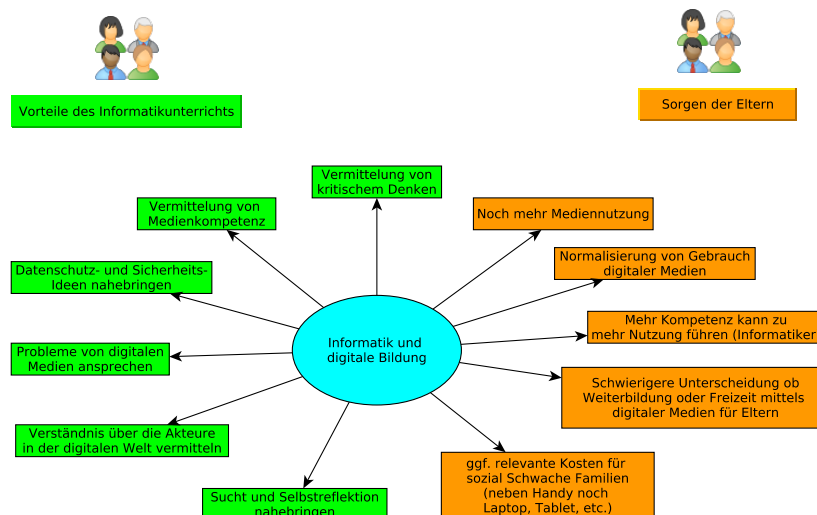 Vorteile des Informatikunterrichts
Sorgen der Eltern
Vermittelung von
kritischem Denken
Vermittelung von
Medienkompetenz
Noch mehr Mediennutzung
Datenschutz- und Sicherheits-
Ideen nahebringen
Normalisierung von Gebrauch
digitaler Medien
Informatik und
digitale Bildung
Mehr Kompetenz kann zu
mehr Nutzung führen (Informatiker
Probleme von digitalen
Medien ansprechen
Schwierigere Unterscheidung ob
Weiterbildung oder Freizeit mittels
digitaler Medien für Eltern
Verständnis über die Akteure
in der digitalen Welt vermitteln
Sucht und Selbstreflektion
nahebringen
ggf. relevante Kosten für
sozial Schwache Familien
(neben Handy noch
Laptop, Tablet, etc.)